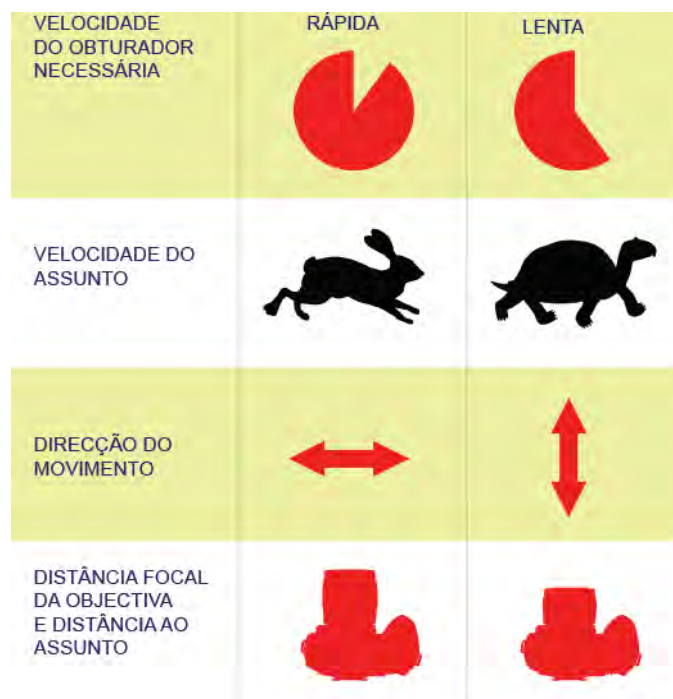 VELOCIDADE
DO OBTURADOR
NECESSÁRIA
RÁPIDA
LENTA
VELOCIDADE DO
ASSUNTO
DIRECÇÃO DO
MOVIMENTO
DISTÂNCIA FOCAL
DA OBJECTIVA
E DISTÂNCIA AO
ASSUNTO